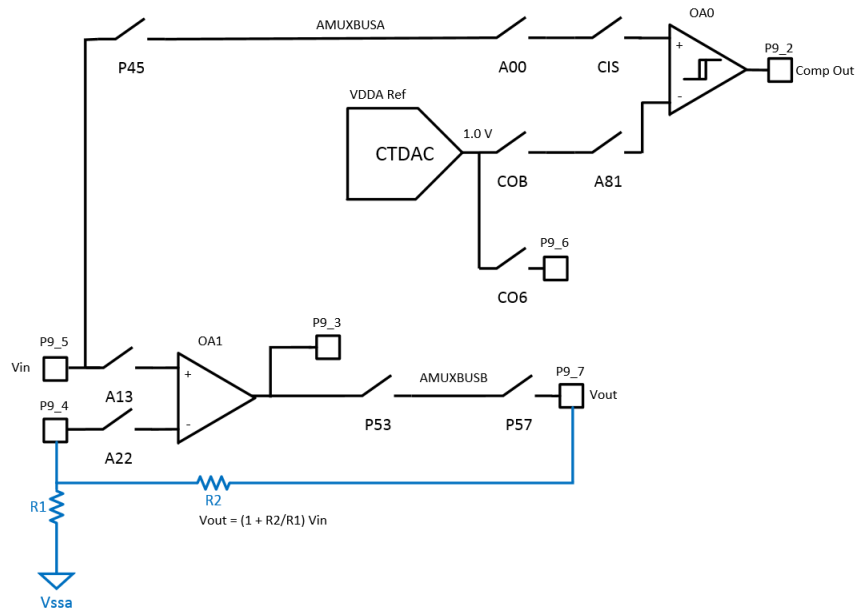 OA0
AMUXBUSA
P9_2
+
P45
A00
CIS
Comp Out
-
VDDA Ref
1.0 V
CTDAC
COB
A81
P9_6
CO6
P9_5
OA1
P9_3
Vin
+
AMUXBUSB
P9_7
Vout
A13
P9_4
-
P53
P57
A22
R1
R2
Vout = (1 + R2/R1) Vin
Vssa